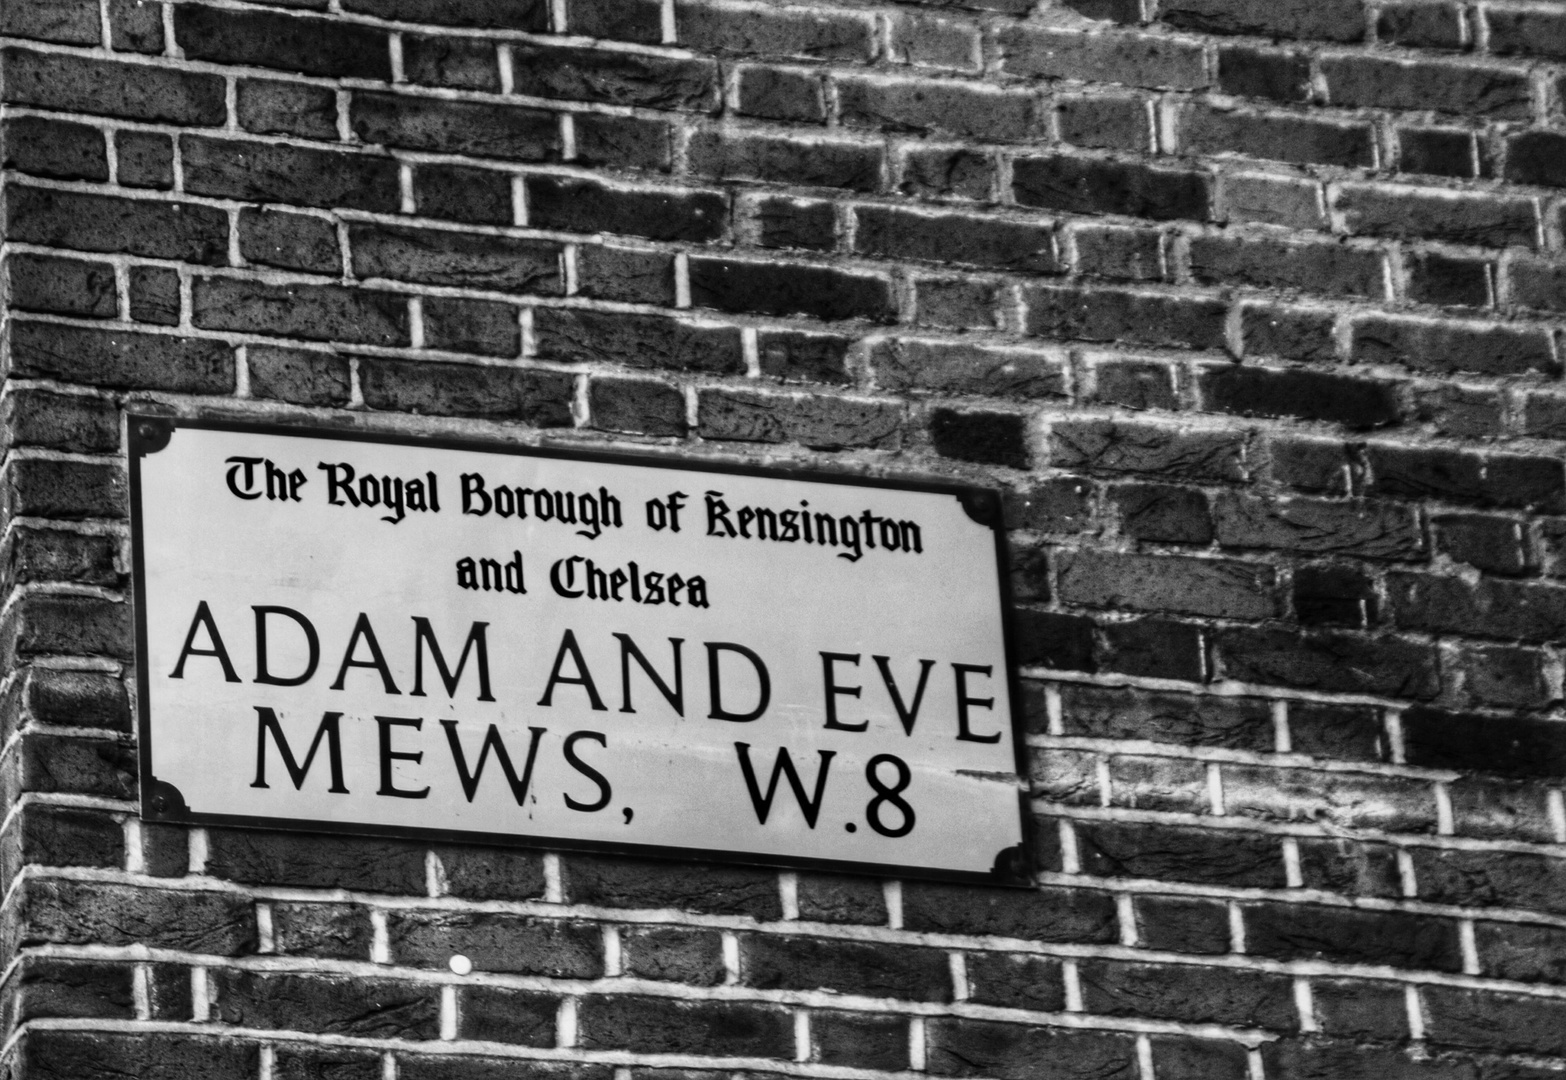 The Royal Borough of Kensington
and Chelsea
ADAM AND EVE
MEWS, W.8